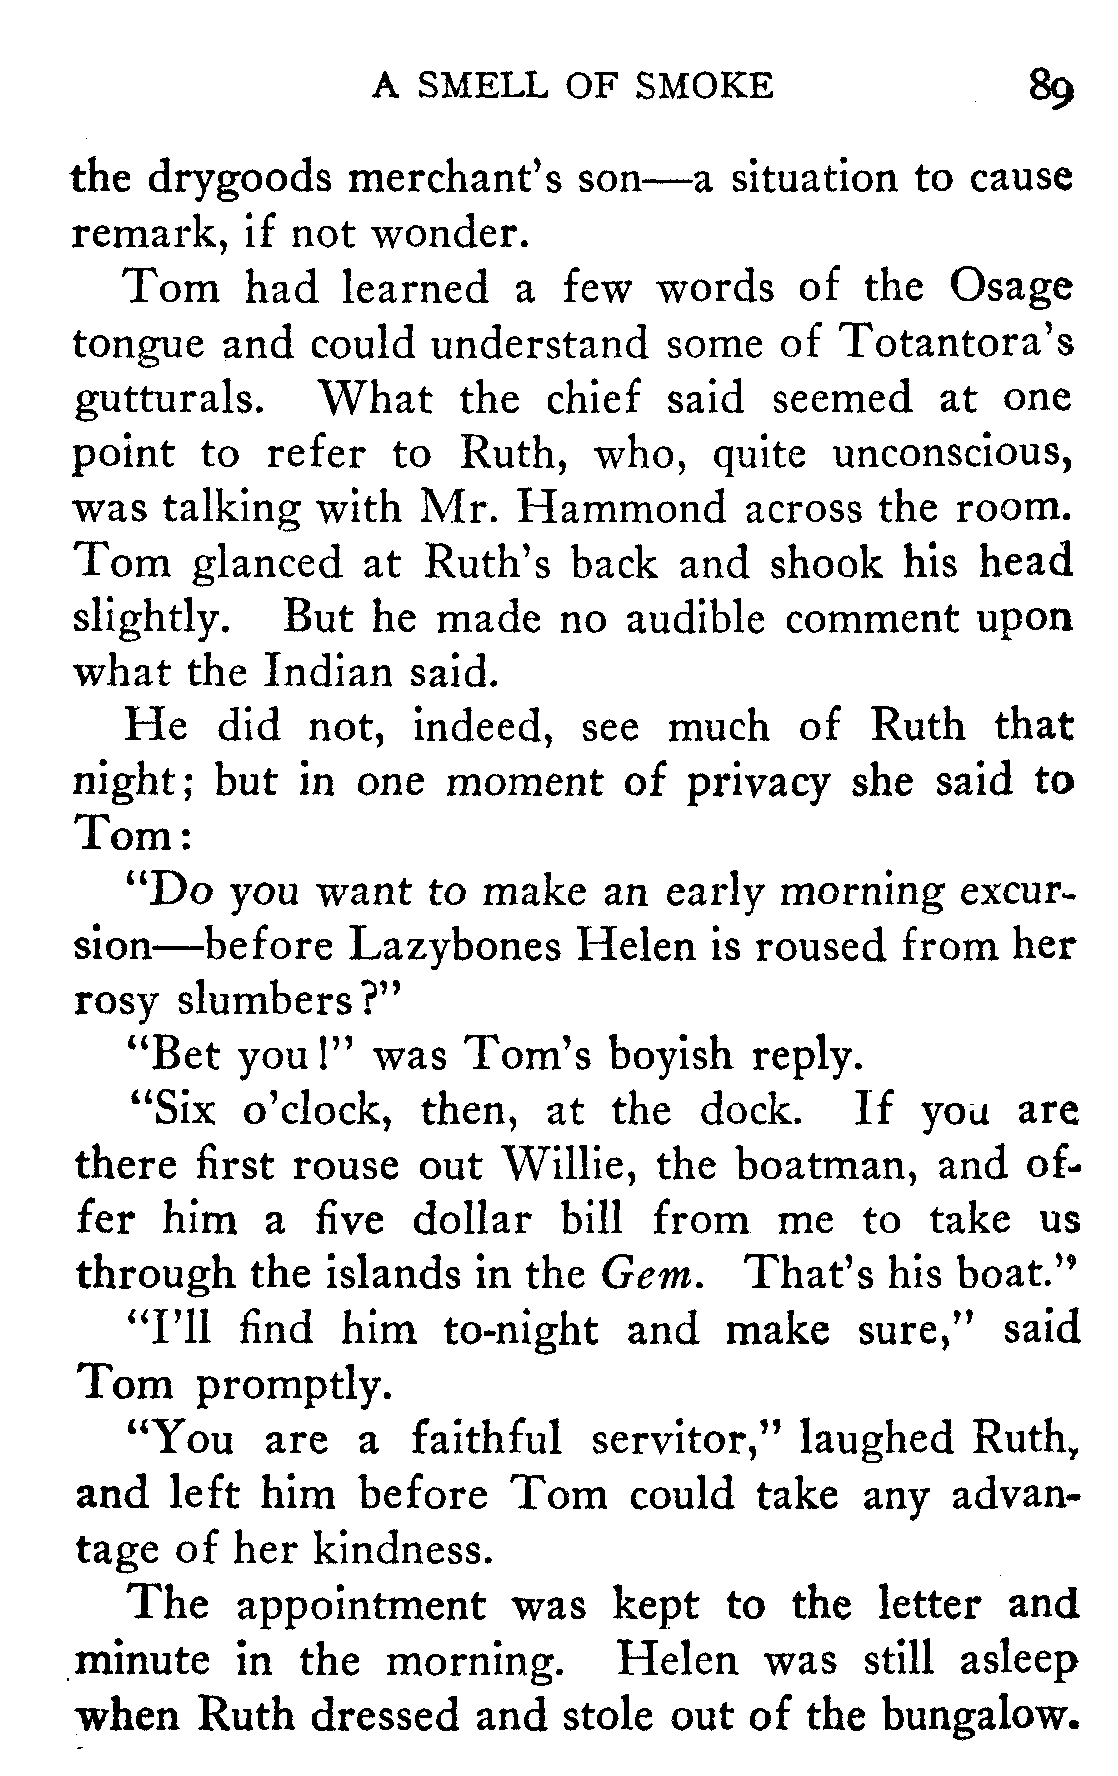 A SMELL OF SMOKE 89
the drygoods merchant's son—a situation to cause
remark, if not wonder.
Tom had learned a few words of the Osage
tongue and could understand some of Totantora's
gutturals. What the chief said seemed at one
point to refer to Ruth, who, quite unconscious,
was talking with Mr. Hammond across the room.
Tom glanced at Ruth's back and shook his head
slightly. But he made no audible comment upon
what the Indian said.
He did not, indeed, see much of Ruth that
night; but in one moment of privacy she said to
Tom:
“Do you want to make an early morning excur-
sion—before Lazybones Helen is roused from her
rosy slumbers?”
“Bet you!” was Tom's boyish reply.
“Six o'clock, then, at the dock. If you are
there first rouse out Willie, the boatman, and of-
fer him a five dollar bill from me to take us
through the islands in the Gem. That's his boat.”
“I'll find him to-night and make sure,” said
Tom promptly.
“You are a faithful servitor,” laughed Ruth,
and left him before Tom could take any advan-
tage of her kindness.
The appointment was kept to the letter and
minute in the morning. Helen was still asleep
when Ruth dressed and stole out of the bungalow.